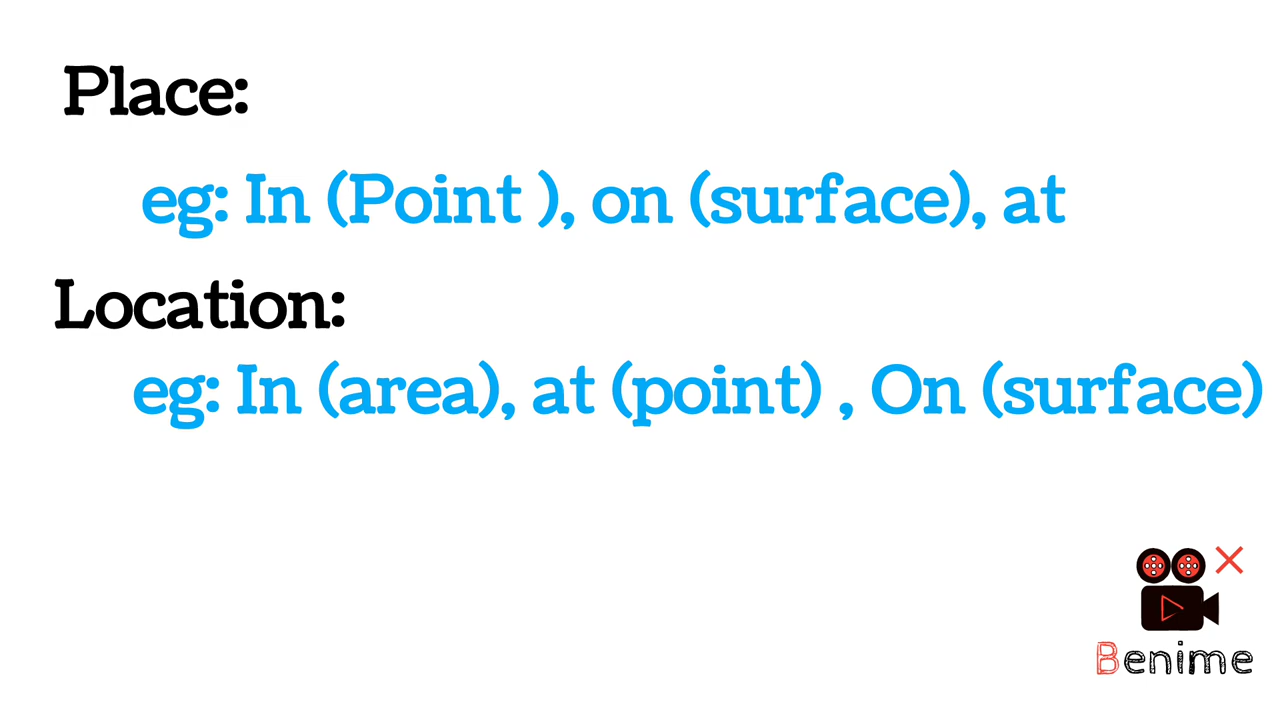 Place:
eg: In (Point ), on (surface), at
Location:
eg: In (area), at (point) , On (surface)
Benime